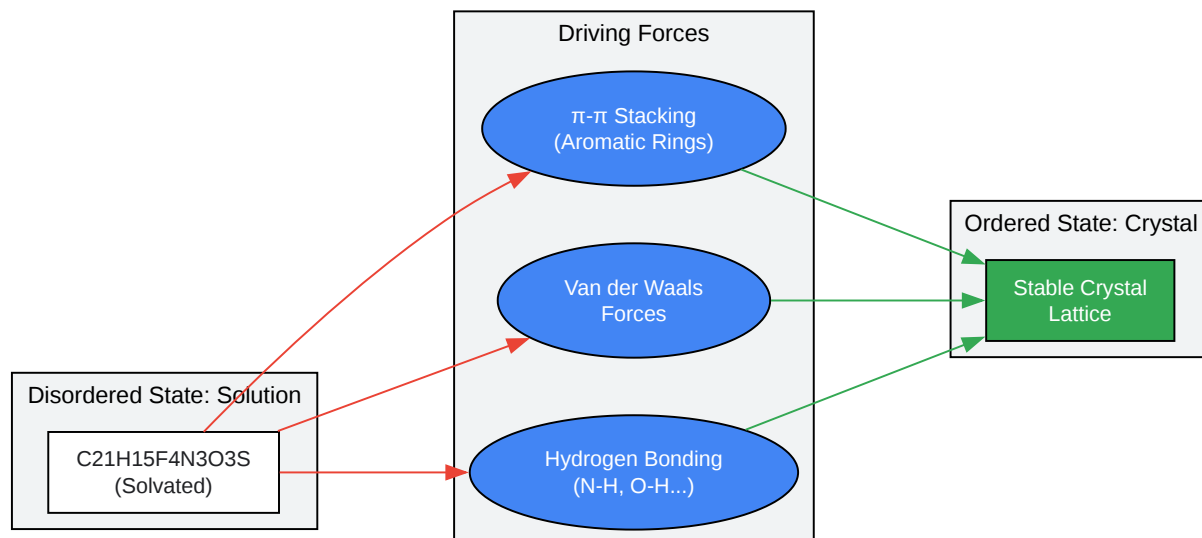 Driving Forces
π-π Stacking
(Aromatic Rings)
Van der Waals
Forces
Hydrogen Bonding
(N-H, O-H...)
Disordered State: Solution
C21H15F4N3O3S
(Solvated)
Ordered State: Crystal
Stable Crystal
Lattice